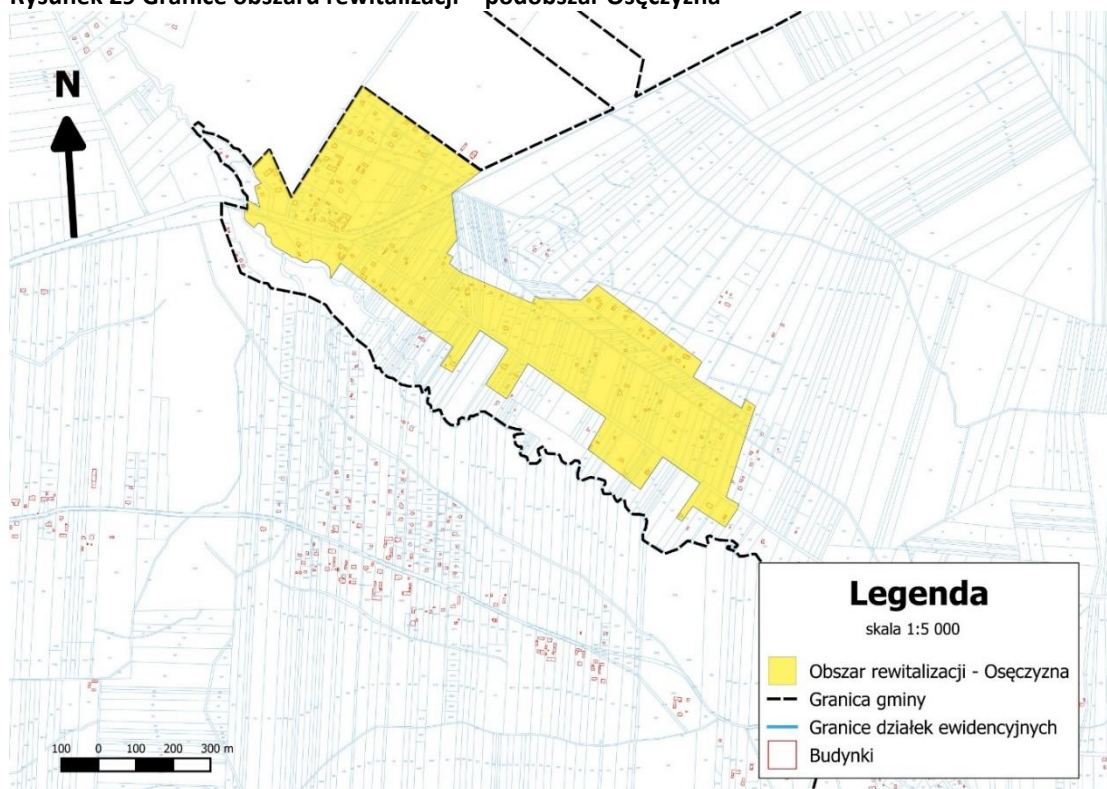 Rysunek 25 Granice obszaru rewitalizacji – podobszar Osęczyzna
N
Legenda
skala 1:5 000
Obszar rewitalizacji - Osęczyzna
Granica gminy
Granice działek ewidencyjnych
Budynki
100 0 100 200 300 m